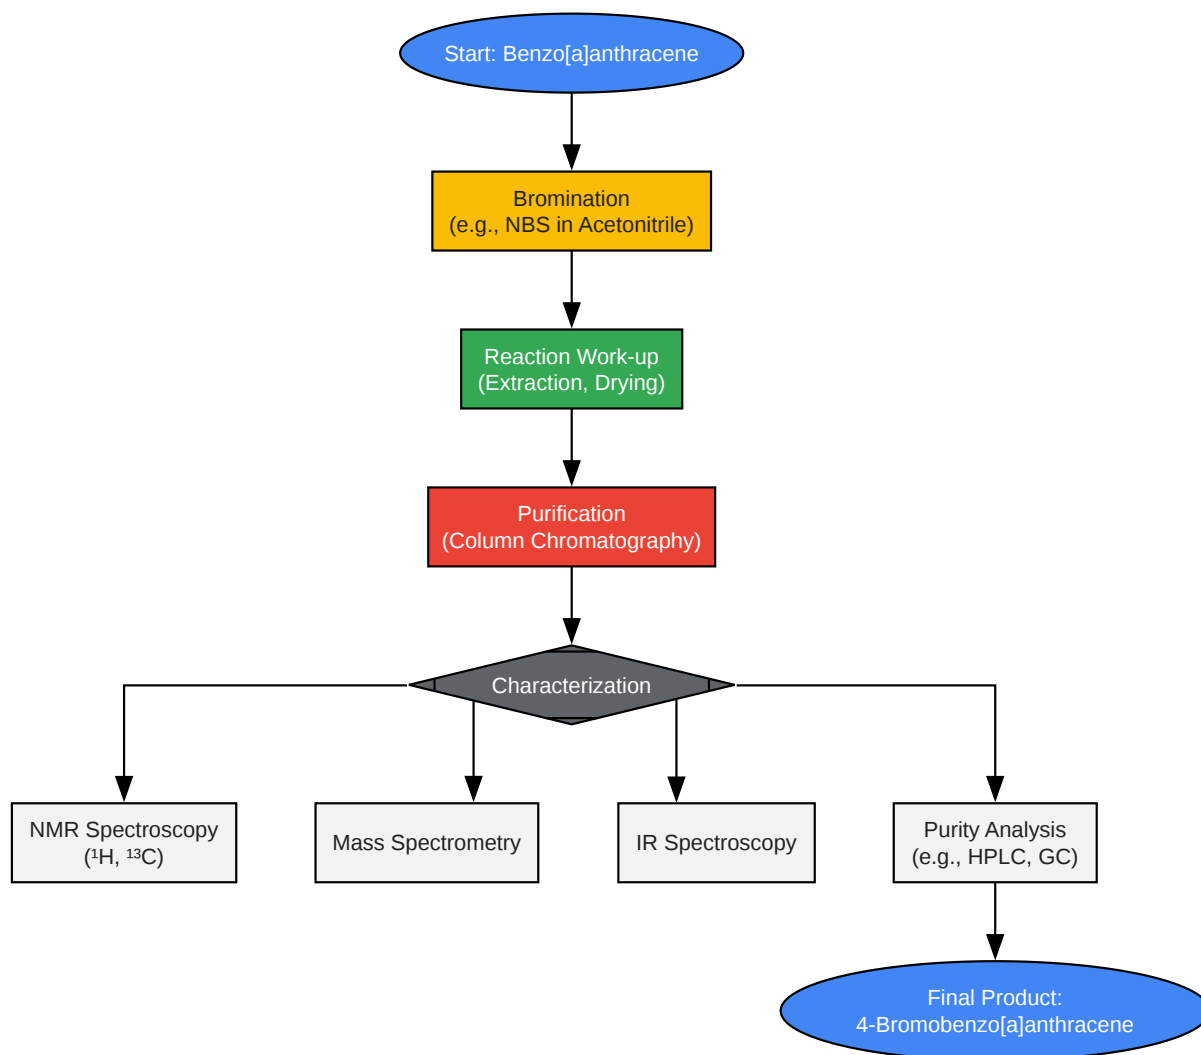 Start: Benzo[a]anthracene
Bromination
(e.g., NBS in Acetonitrile)
Reaction Work-up
(Extraction, Drying)
Purification
(Column Chromatography)
Characterization
NMR Spectroscopy
(¹H, ¹³C)
Mass Spectrometry
IR Spectroscopy
Purity Analysis
(e.g., HPLC, GC)
Final Product:
4-Bromobenzo[a]anthracene